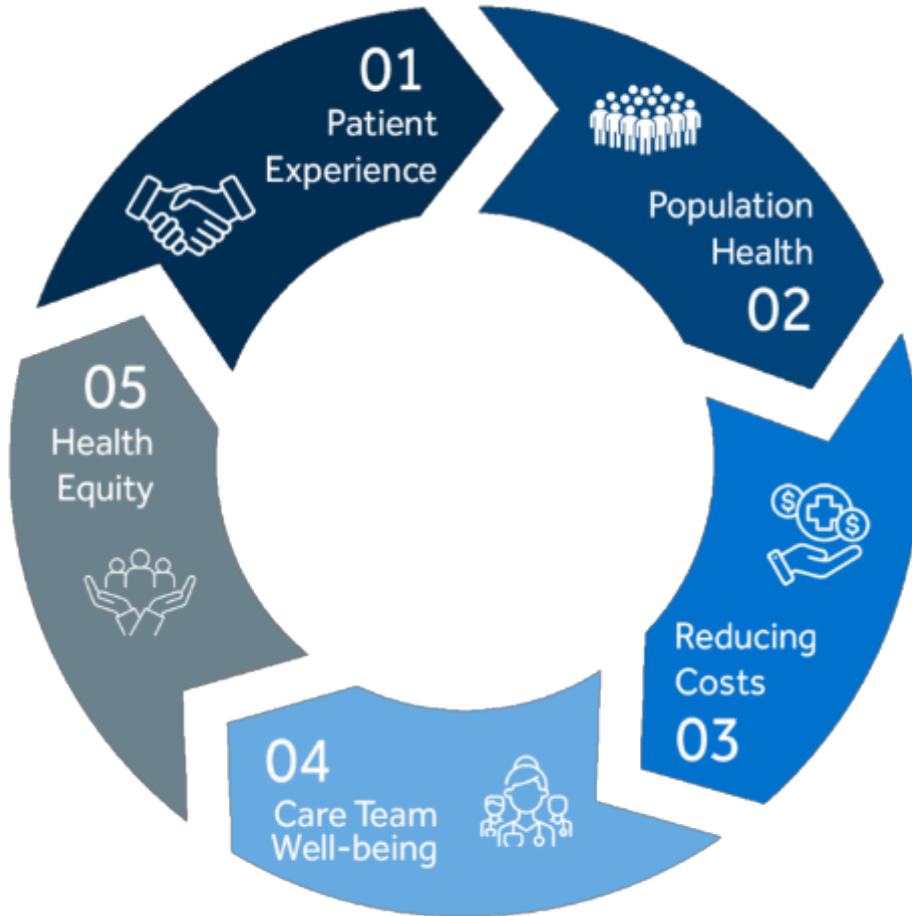 01
Patient
Experience
Population
Health
02
$
$
Reducing
Costs
03
04
Care Team
Well-being
05
Health
Equity